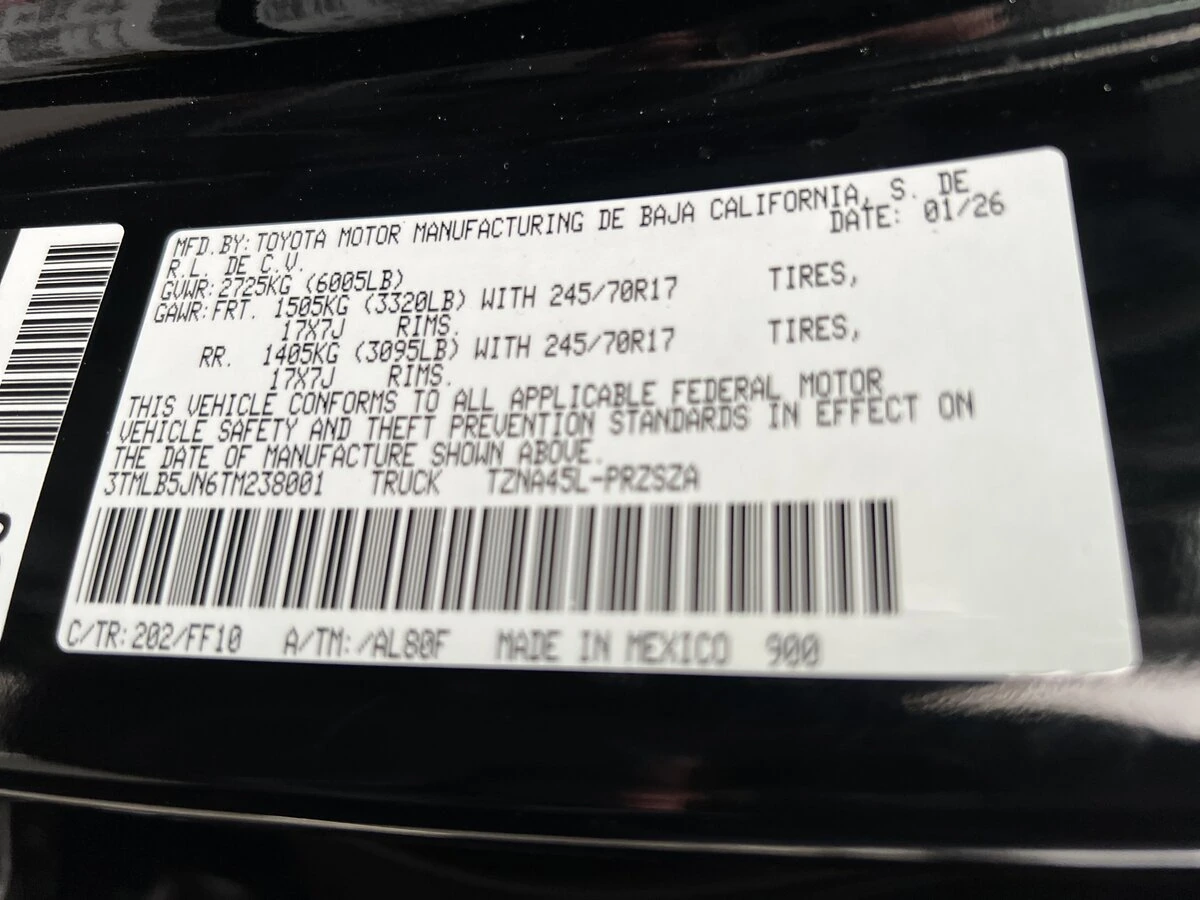 MFD.BY:TOYOTA MOTOR MANUFACTURING DE BAJA CALIFORNIA, S. DE
R.L. DE C.V. DATE: 01/26
GVWR:2725KG (6005LB)
GAWR:FRT. 1505KG (3320LB) WITH 245/70R17 TIRES,
17X7J RIMS.
RR. 1405KG (3095LB) WITH 245/70R17 TIRES,
17X7J RIMS.
THIS VEHICLE CONFORMS TO ALL APPLICABLE FEDERAL MOTOR
VEHICLE SAFETY AND THEFT PREVENTION STANDARDS IN EFFECT ON
THE DATE OF MANUFACTURE SHOWN ABOVE.
3TMLB5JN6TM238001 TRUCK TZNA45L-PRZSZA
C/TR:202/FF10 A/TM:/AL80F MADE IN MEXICO 900